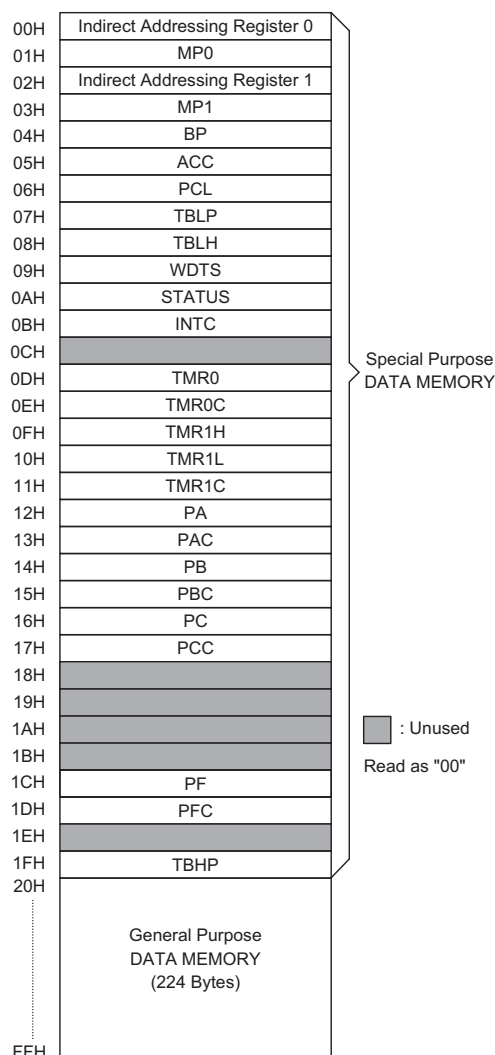 00H Indirect Addressing Register 0
01H MP0
02H Indirect Addressing Register 1
03H MP1
04H BP
05H ACC
06H PCL
07H TBLP
08H TBLH
09H WDTS
0AH STATUS
0BH INTC
0CH
0DH TMR0
0EH TMR0C
0FH TMR1H
10H TMR1L
11H TMR1C
12H PA
13H PAC
14H PB
15H PBC
16H PC
17H PCC
18H
19H
1AH
1BH
1CH PF
1DH PFC
1EH
1FH TBHP
20H
General Purpose
DATA MEMORY
(224 Bytes)
FFH
Special Purpose
DATA MEMORY
: Unused
Read as "00"